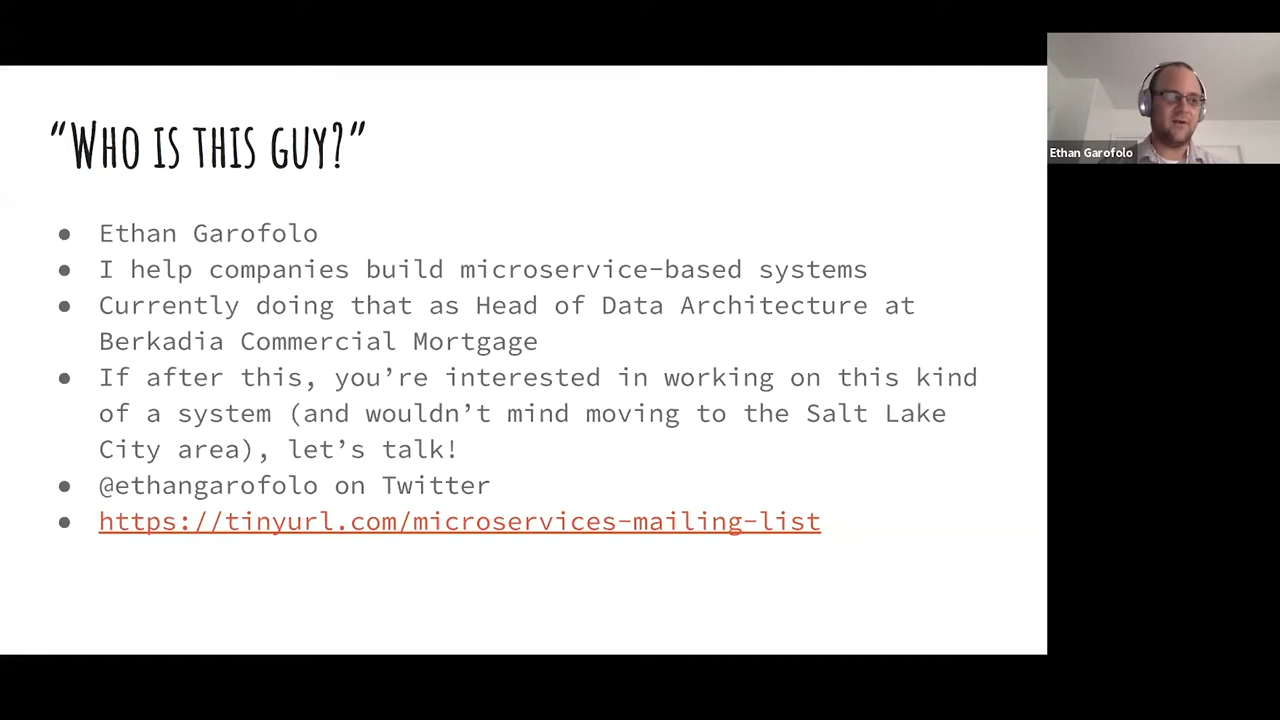 “Who is this guy?”
● Ethan Garofolo
● I help companies build microservice-based systems
● Currently doing that as Head of Data Architecture at
Berkadia Commercial Mortgage
● If after this, you’re interested in working on this kind
of a system (and wouldn’t mind moving to the Salt Lake
City area), let’s talk!
● @ethangarofolo on Twitter
● https://tinyurl.com/microservices-mailing-list
Ethan Garofolo